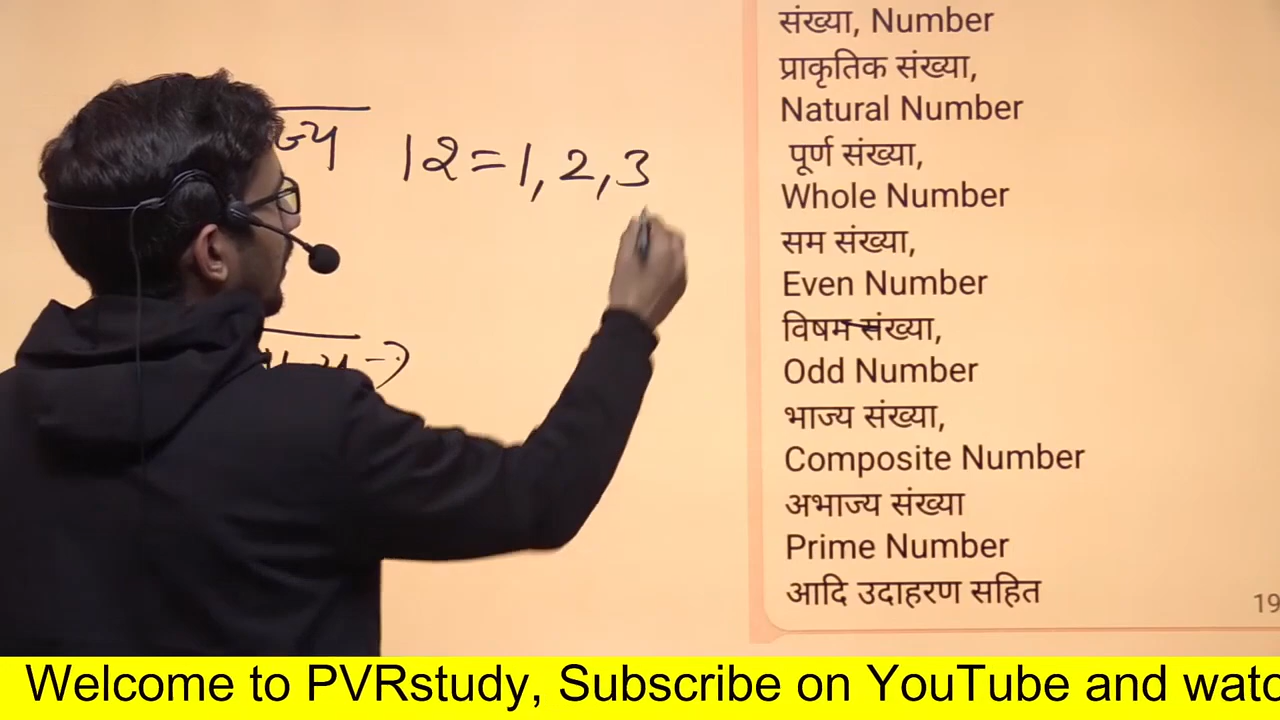 ज्य 12=1,2,3
संख्या, Number
प्राकृतिक संख्या,
Natural Number
पूर्ण संख्या,
Whole Number
सम संख्या,
Even Number
विषम संख्या,
Odd Number
भाज्य संख्या,
Composite Number
अभाज्य संख्या
Prime Number
आदि उदाहरण सहित
19
Welcome to PVRstudy, Subscribe on YouTube and watc